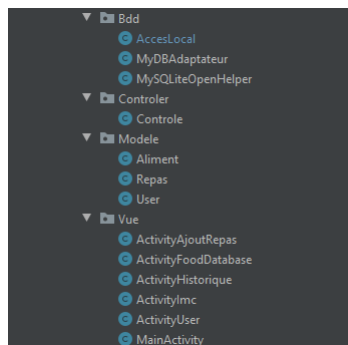 Bdd
AccesLocal
MyDBAdaptateur
MySQLiteOpenHelper
Controler
Controle
Modele
Aliment
Repas
User
Vue
ActivityAjoutRepas
ActivityFoodDatabase
ActivityHistorique
ActivityImc
ActivityUser
MainActivity